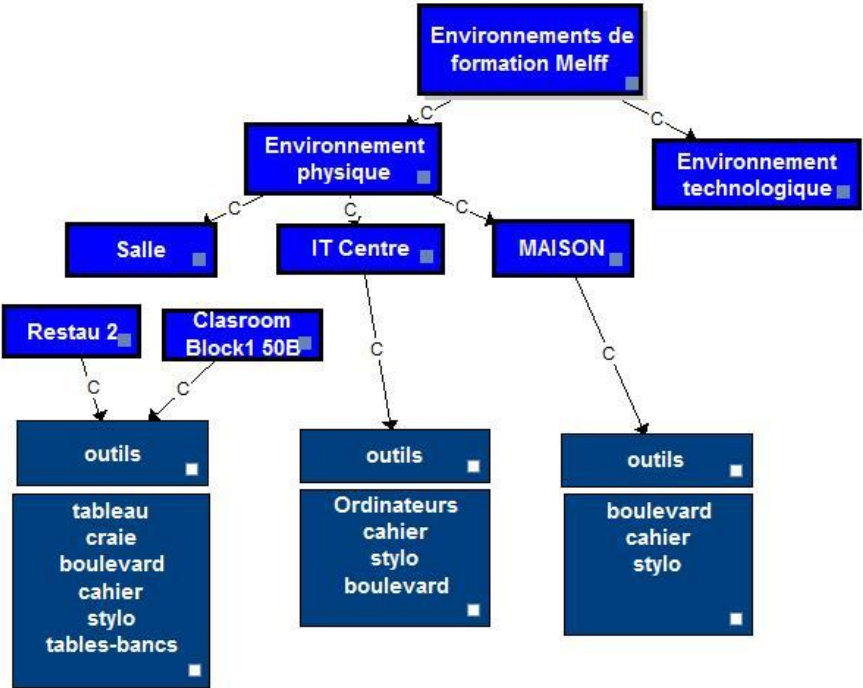 Environnements de
formation Melff
C
C
Environnement
physique
Environnement
technologique
C
C
C
Salle
IT Centre
MAISON
Restau 2
Clasroom
Block1 50B
C
C
C
C
outils
outils
outils
tableau
craie
boulevard
cahier
stylo
tables-bancs
Ordinateurs
cahier
stylo
boulevard
boulevard
cahier
stylo